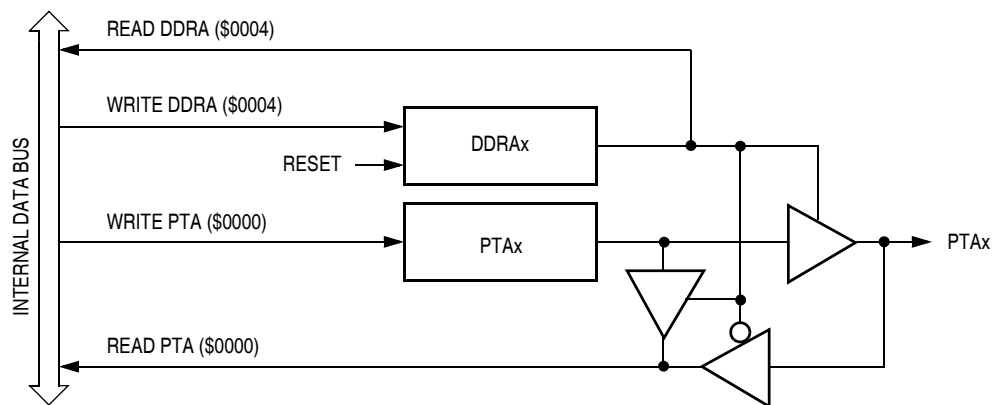 READ DDRA ($0004)
WRITE DDRA ($0004)
DDRAx
RESET
WRITE PTA ($0000)
PTAx
PTAx
READ PTA ($0000)
INTERNAL DATA BUS